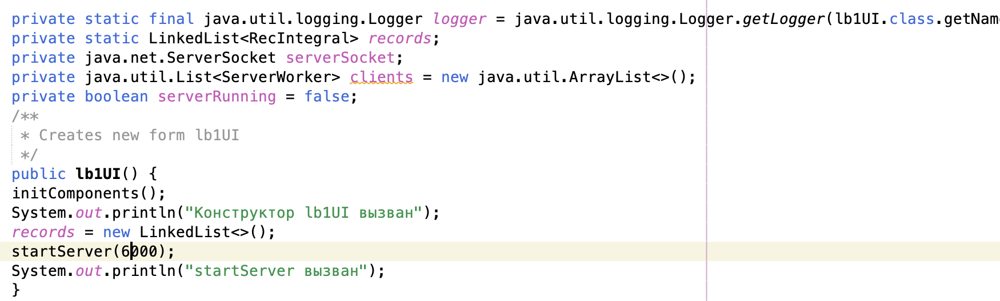 private static final java.util.logging.Logger logger = java.util.logging.Logger.getLogger(lb1UI.class.getNam
private static LinkedList<RecIntegral> records;
private java.net.ServerSocket serverSocket;
private java.util.List<ServerWorker> clients = new java.util.ArrayList<>();
private boolean serverRunning = false;
/**
* Creates new form lb1UI
*/
public lb1UI() {
initComponents();
System.out.println("Конструктор lb1UI вызван");
records = new LinkedList<>();
startServer(6000);
System.out.println("startServer вызван");
}